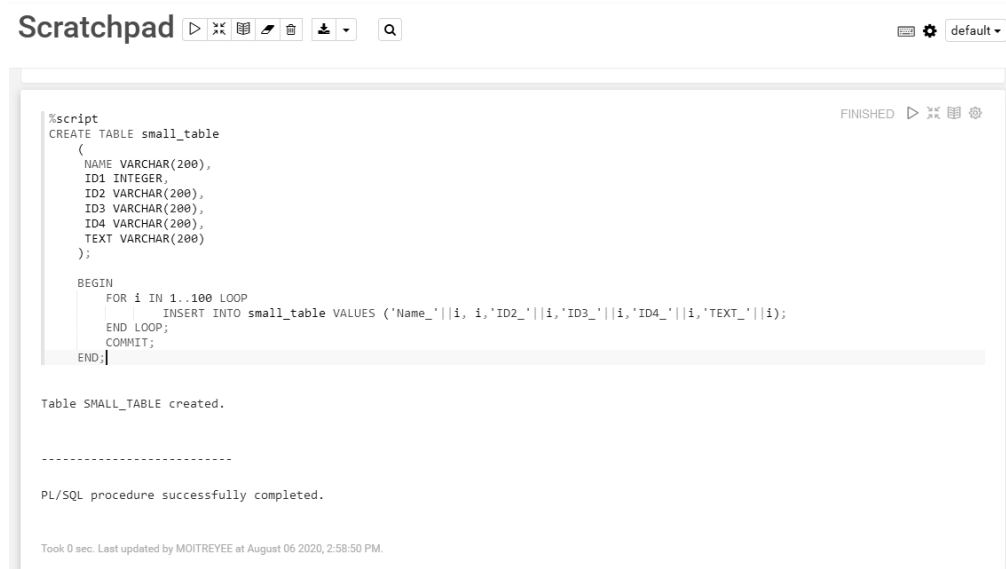 Scratchpad
default
FINISHED
%script
CREATE TABLE small_table
(
NAME VARCHAR(200),
ID1 INTEGER,
ID2 VARCHAR(200),
ID3 VARCHAR(200),
ID4 VARCHAR(200),
TEXT VARCHAR(200)
);
BEGIN
FOR i IN 1..100 LOOP
INSERT INTO small_table VALUES ('Name_'||i, i,'ID2_'||i,'ID3_'||i,'ID4_'||i,'TEXT_'||i);
END LOOP;
COMMIT;
END;
Table SMALL_TABLE created.
---------------------------
PL/SQL procedure successfully completed.
Took 0 sec. Last updated by MOITREYEE at August 06 2020, 2:58:50 PM.